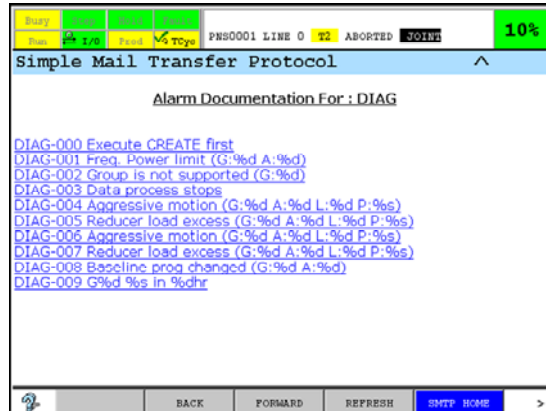 Busy Step Hold Fault
Run I/O Prod TCyc
PNS0001 LINE 0 T2 ABORTED JOINT
10%
Simple Mail Transfer Protocol
Alarm Documentation For : DIAG
DIAG-000 Execute CREATE first
DIAG-001 Freq. Power limit (G:%d A:%d)
DIAG-002 Group is not supported (G:%d)
DIAG-003 Data process stops
DIAG-004 Aggressive motion (G:%d A:%d L:%d P:%s)
DIAG-005 Reducer load excess (G:%d A:%d L:%d P:%s)
DIAG-006 Aggressive motion (G:%d A:%d L:%d P:%s)
DIAG-007 Reducer load excess (G:%d A:%d L:%d P:%s)
DIAG-008 Baseline prog changed (G:%d A:%d)
DIAG-009 G%d %s in %dhr
BACK FORWARD REFRESH SMTP HOME >